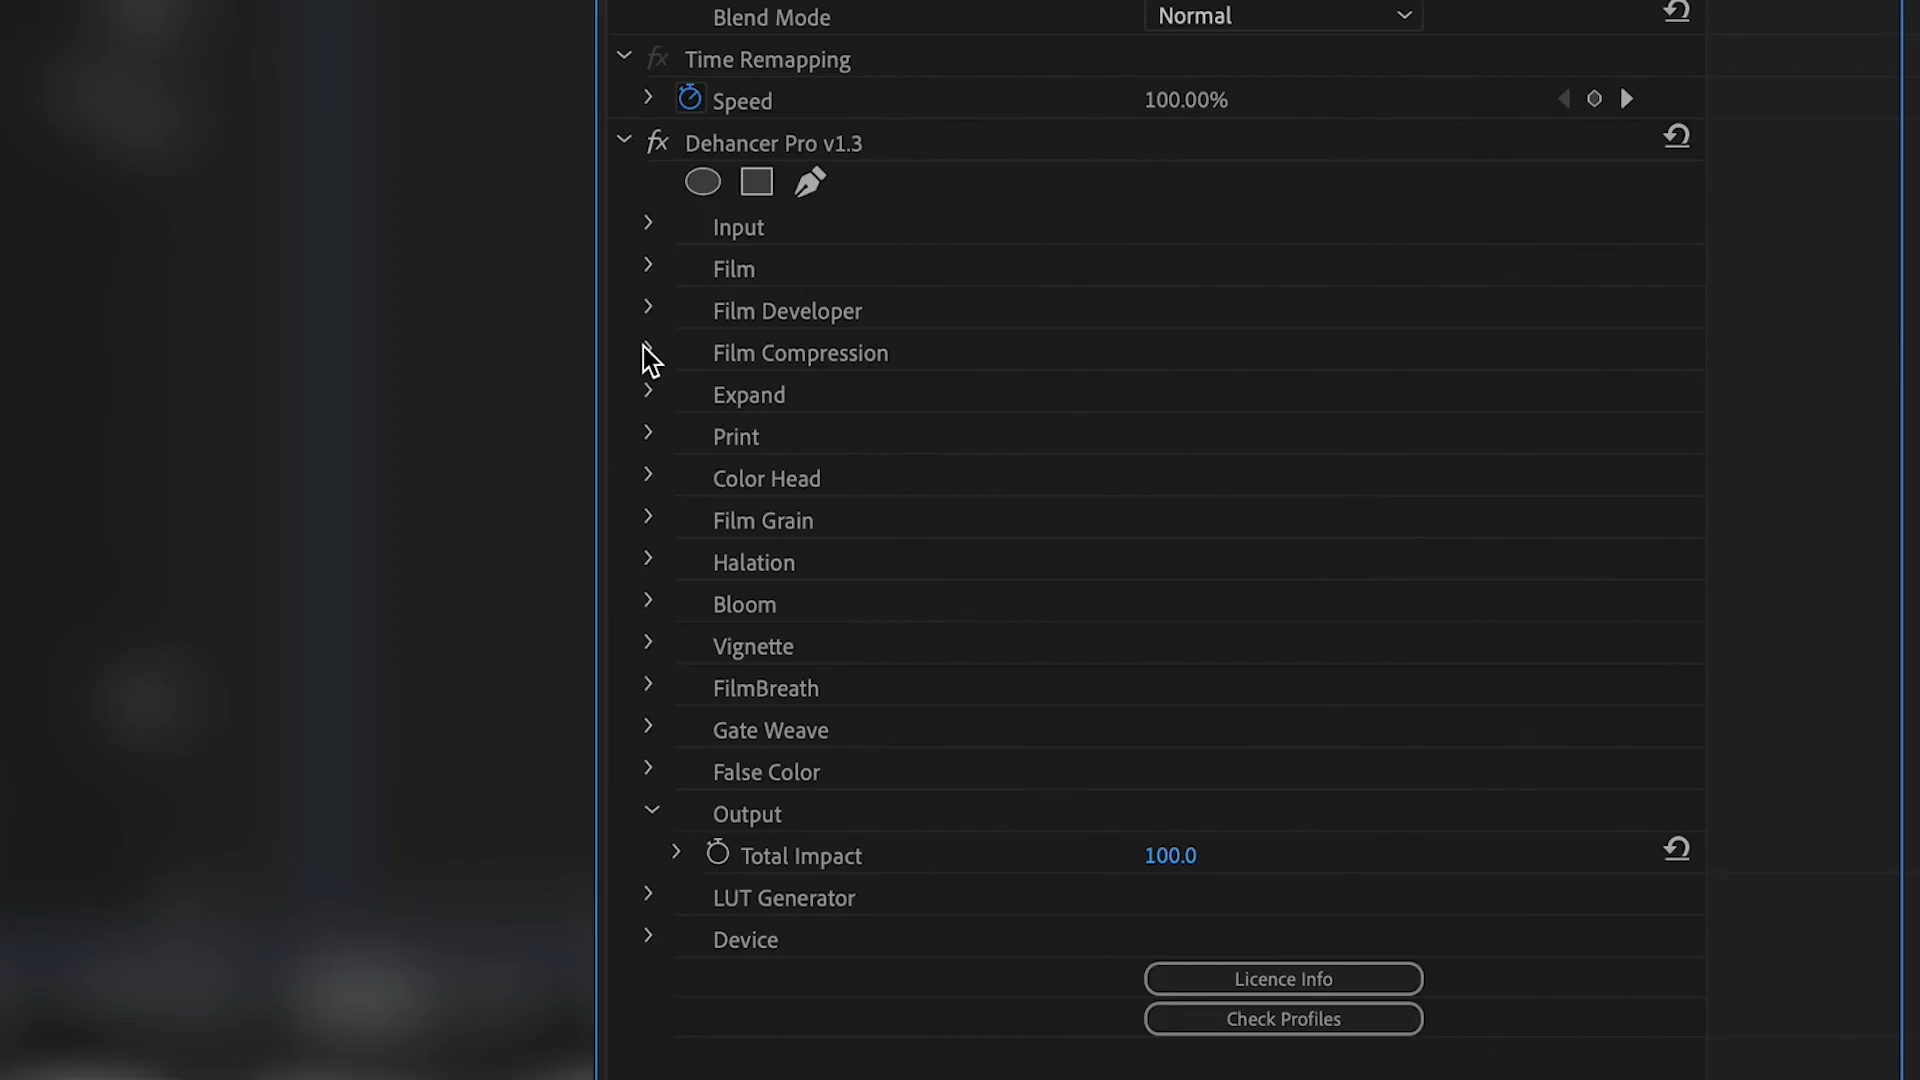 Blend Mode Normal
fx Time Remapping
Speed 100.00%
fx Dehancer Pro v1.3
Input
Film
Film Developer
Film Compression
Expand
Print
Color Head
Film Grain
Halation
Bloom
Vignette
FilmBreath
Gate Weave
False Color
Output
Total Impact 100.0
LUT Generator
Device
Licence Info
Check Profiles